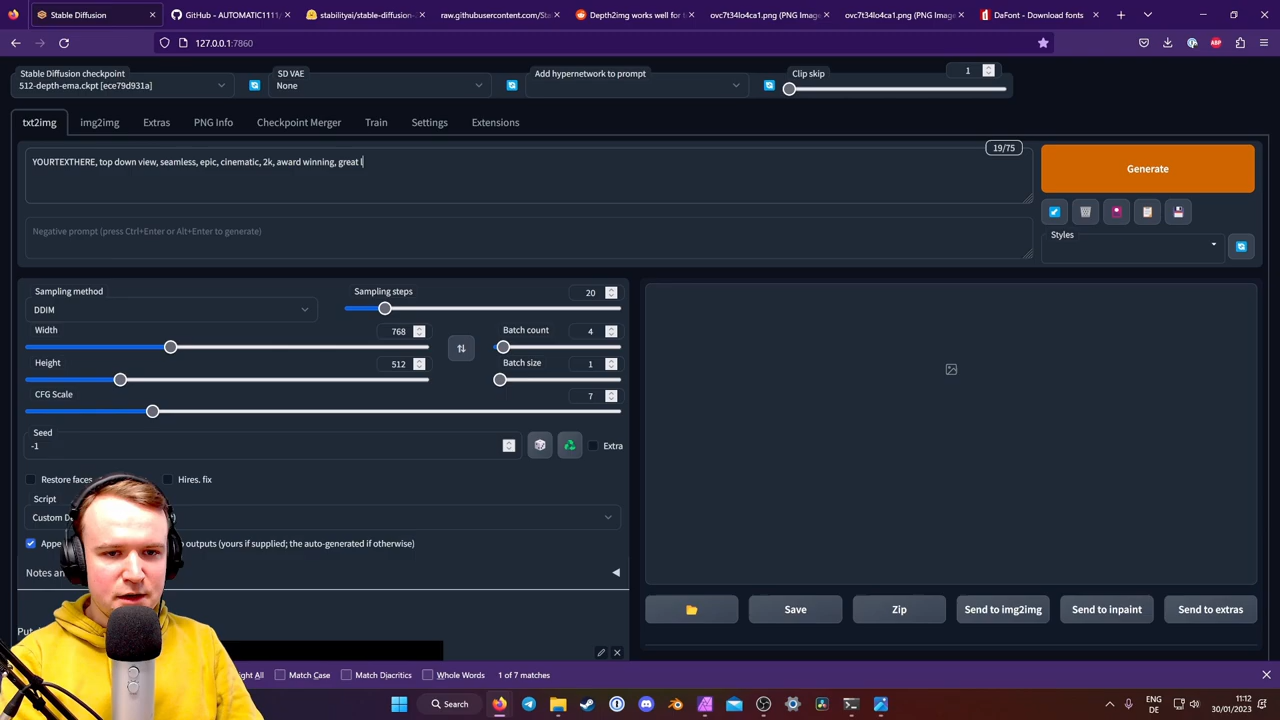 Stable Diffusion
GitHub - AUTOMATIC1111/
stabilityai/stable-diffusion-
raw.githubusercontent.com/Sta
Depth2img works well for
ovc7t34lo4ca1.png (PNG Image
ovc7t34lo4ca1.png (PNG Image
DaFont - Download fonts
127.0.0.1:7860
Stable Diffusion checkpoint
512-depth-ema.ckpt [ece79d931a]
SD VAE
None
Add hypernetwork to prompt
Clip skip
1
txt2img
img2img
Extras
PNG Info
Checkpoint Merger
Train
Settings
Extensions
YOURTEXTHERE, top down view, seamless, epic, cinematic, 2k, award winning, great l
19/75
Generate
Negative prompt (press Ctrl+Enter or Alt+Enter to generate)
Styles
Sampling method
DDIM
Sampling steps
20
Width
768
Height
512
Batch count
4
Batch size
1
CFG Scale
7
Seed
-1
Extra
Restore faces
Hires. fix
Script
Custom
outputs (yours if supplied; the auto-generated if otherwise)
Save
Zip
Send to img2img
Send to inpaint
Send to extras
Match Case
Match Diacritics
Whole Words
1 of 7 matches
Search
ENG
DE
11:12
30/01/2023